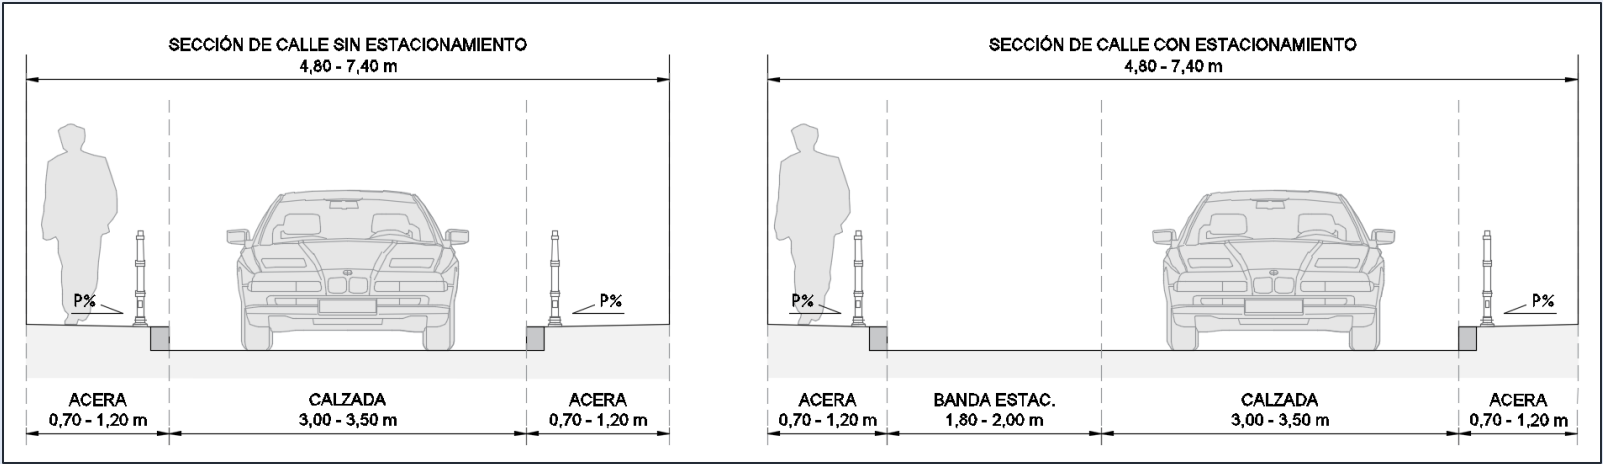 SECCIÓN DE CALLE SIN ESTACIONAMIENTO
4,80 - 7,40 m
P%
P%
ACERA
0,70 - 1,20 m
CALZADA
3,00 - 3,50 m
ACERA
0,70 - 1,20 m
SECCIÓN DE CALLE CON ESTACIONAMIENTO
4,80 - 7,40 m
P%
P%
ACERA
0,70 - 1,20 m
BANDA ESTAC.
1,80 - 2,00 m
CALZADA
3,00 - 3,50 m
ACERA
0,70 - 1,20 m